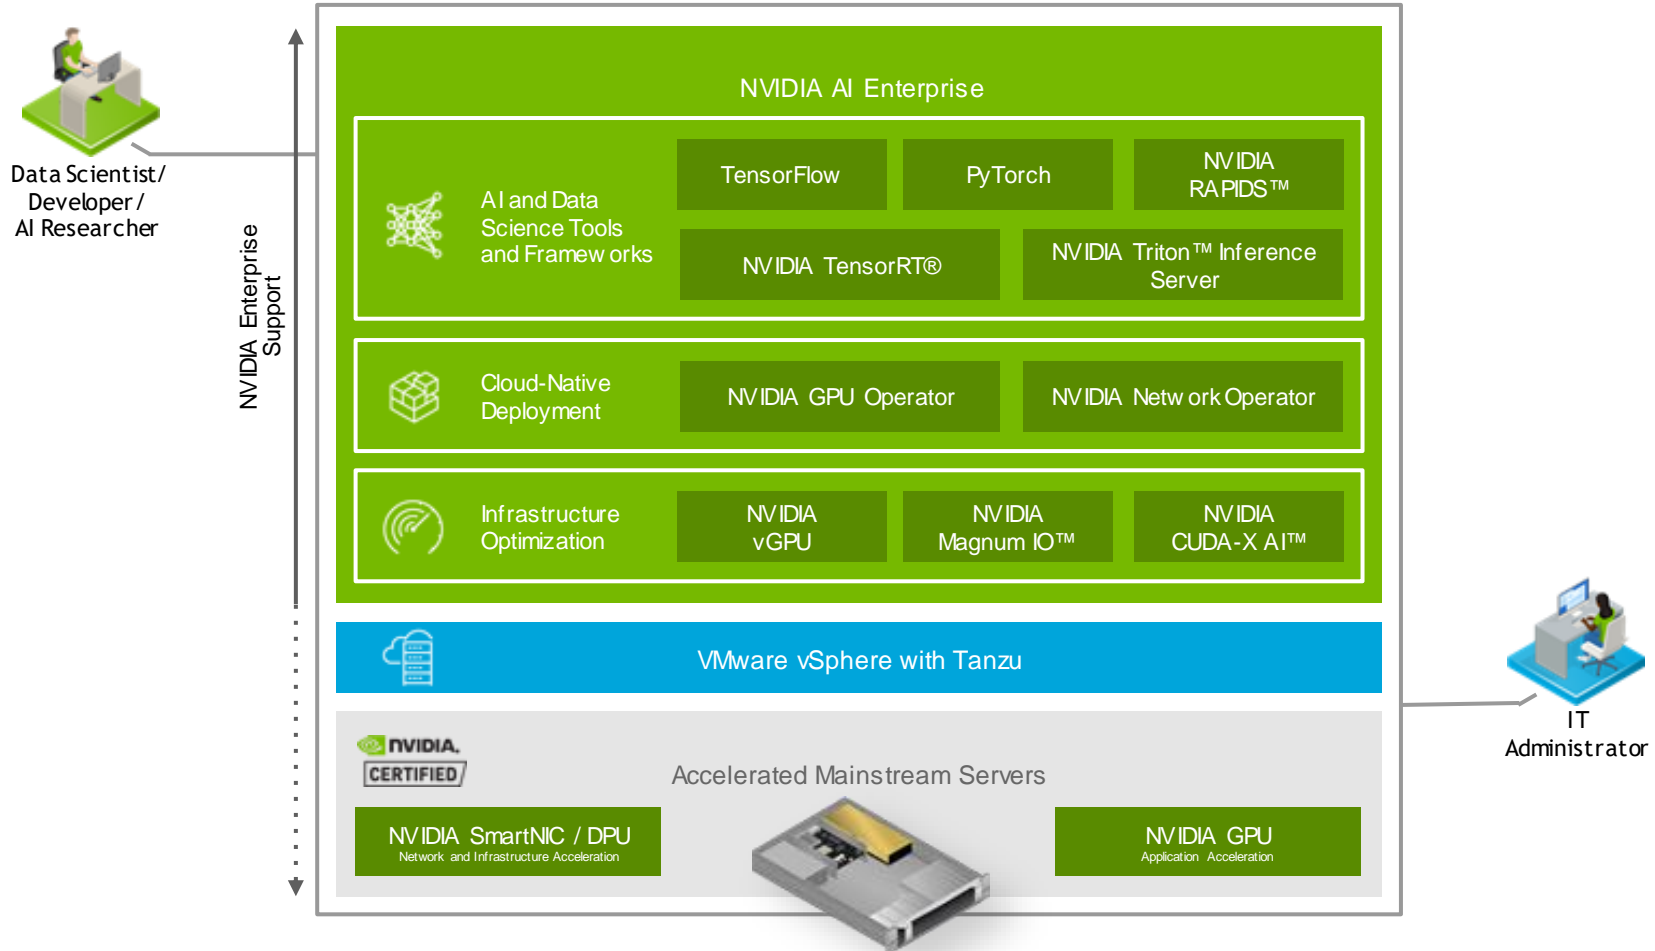 NVIDIA AI Enterprise
Data Scientist/
Developer/
AI Researcher
NVIDIA Enterprise
Support
AI and Data
Science Tools
and Frameworks
TensorFlow
PyTorch
NVIDIA
RAPIDS™
NVIDIA TensorRT®
NVIDIA Triton™ Inference
Server
Cloud-Native
Deployment
NVIDIA GPU Operator
NVIDIA Network Operator
Infrastructure
Optimization
NVIDIA
vGPU
NVIDIA
Magnum IO™
NVIDIA
CUDA-X AI™
VMware vSphere with Tanzu
IT
Administrator
NVIDIA.
CERTIFIED
Accelerated Mainstream Servers
NVIDIA SmartNIC / DPU
Network and Infrastructure Acceleration
NVIDIA GPU
Application Acceleration